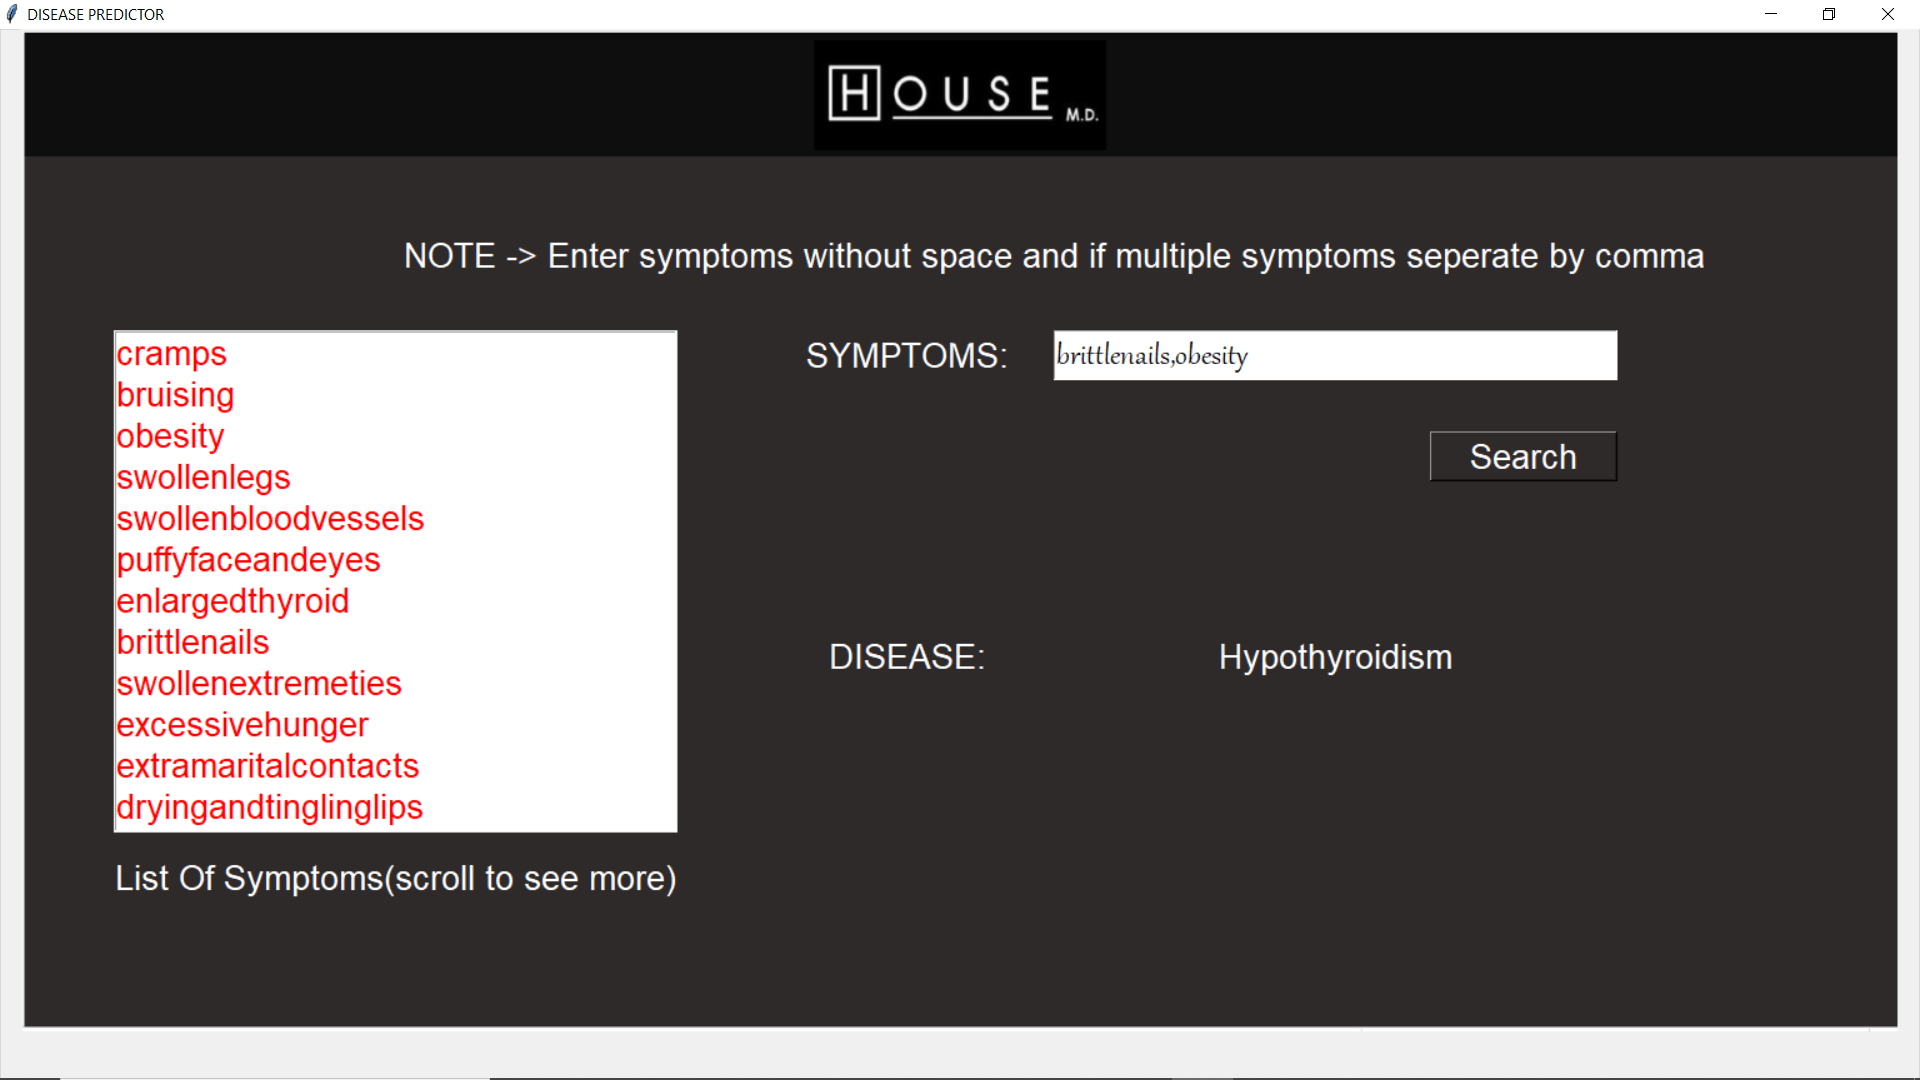 DISEASE PREDICTOR
HOUSE M.D.
NOTE -> Enter symptoms without space and if multiple symptoms seperate by comma
cramps
bruising
obesity
swollenlegs
swollenbloodvessels
puffyfaceandeyes
enlargedthyroid
brittlenails
swollenextremeties
excessivehunger
extramaritalcontacts
dryingandtinglinglips
List Of Symptoms(scroll to see more)
SYMPTOMS: brittlenails,obesity
Search
DISEASE: Hypothyroidism